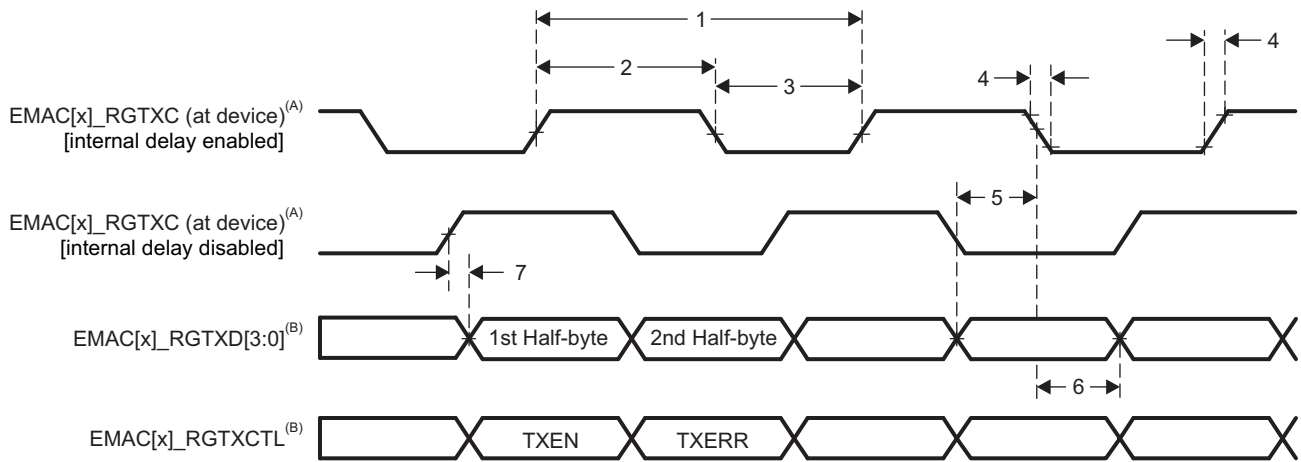 1
4
2
4
3
EMAC[x]_RGTXC (at device)(A)
[internal delay enabled]
5
EMAC[x]_RGTXC (at device)(A)
[internal delay disabled]
7
EMAC[x]_RGTXD[3:0](B)
1st Half-byte
2nd Half-byte
6
EMAC[x]_RGTXCTL(B)
TXEN
TXERR